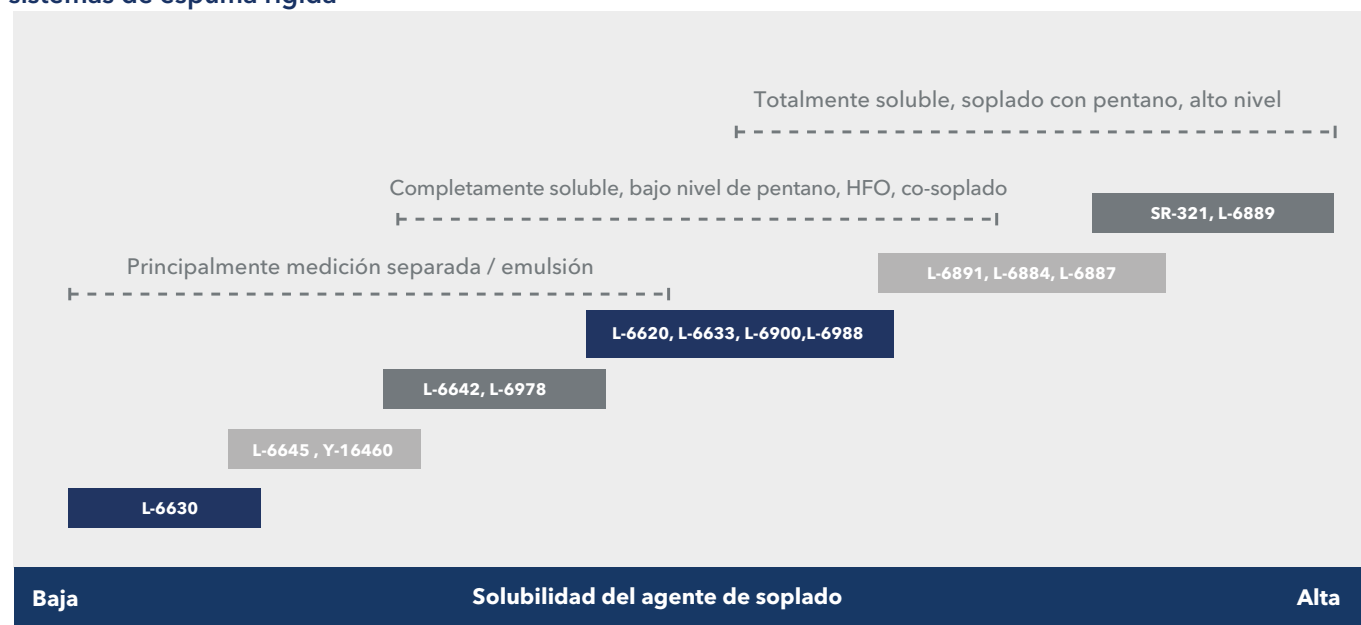 sistemas de espuma rígida
Totalmente soluble, soplado con pentano, alto nivel
Completamente soluble, bajo nivel de pentano, HFO, co-soplado
SR-321, L-6889
Principalmente medición separada / emulsión
L-6891, L-6884, L-6887
L-6620, L-6633, L-6900,L-6988
L-6642, L-6978
L-6645 , Y-16460
L-6630
Baja
Solubilidad del agente de soplado
Alta